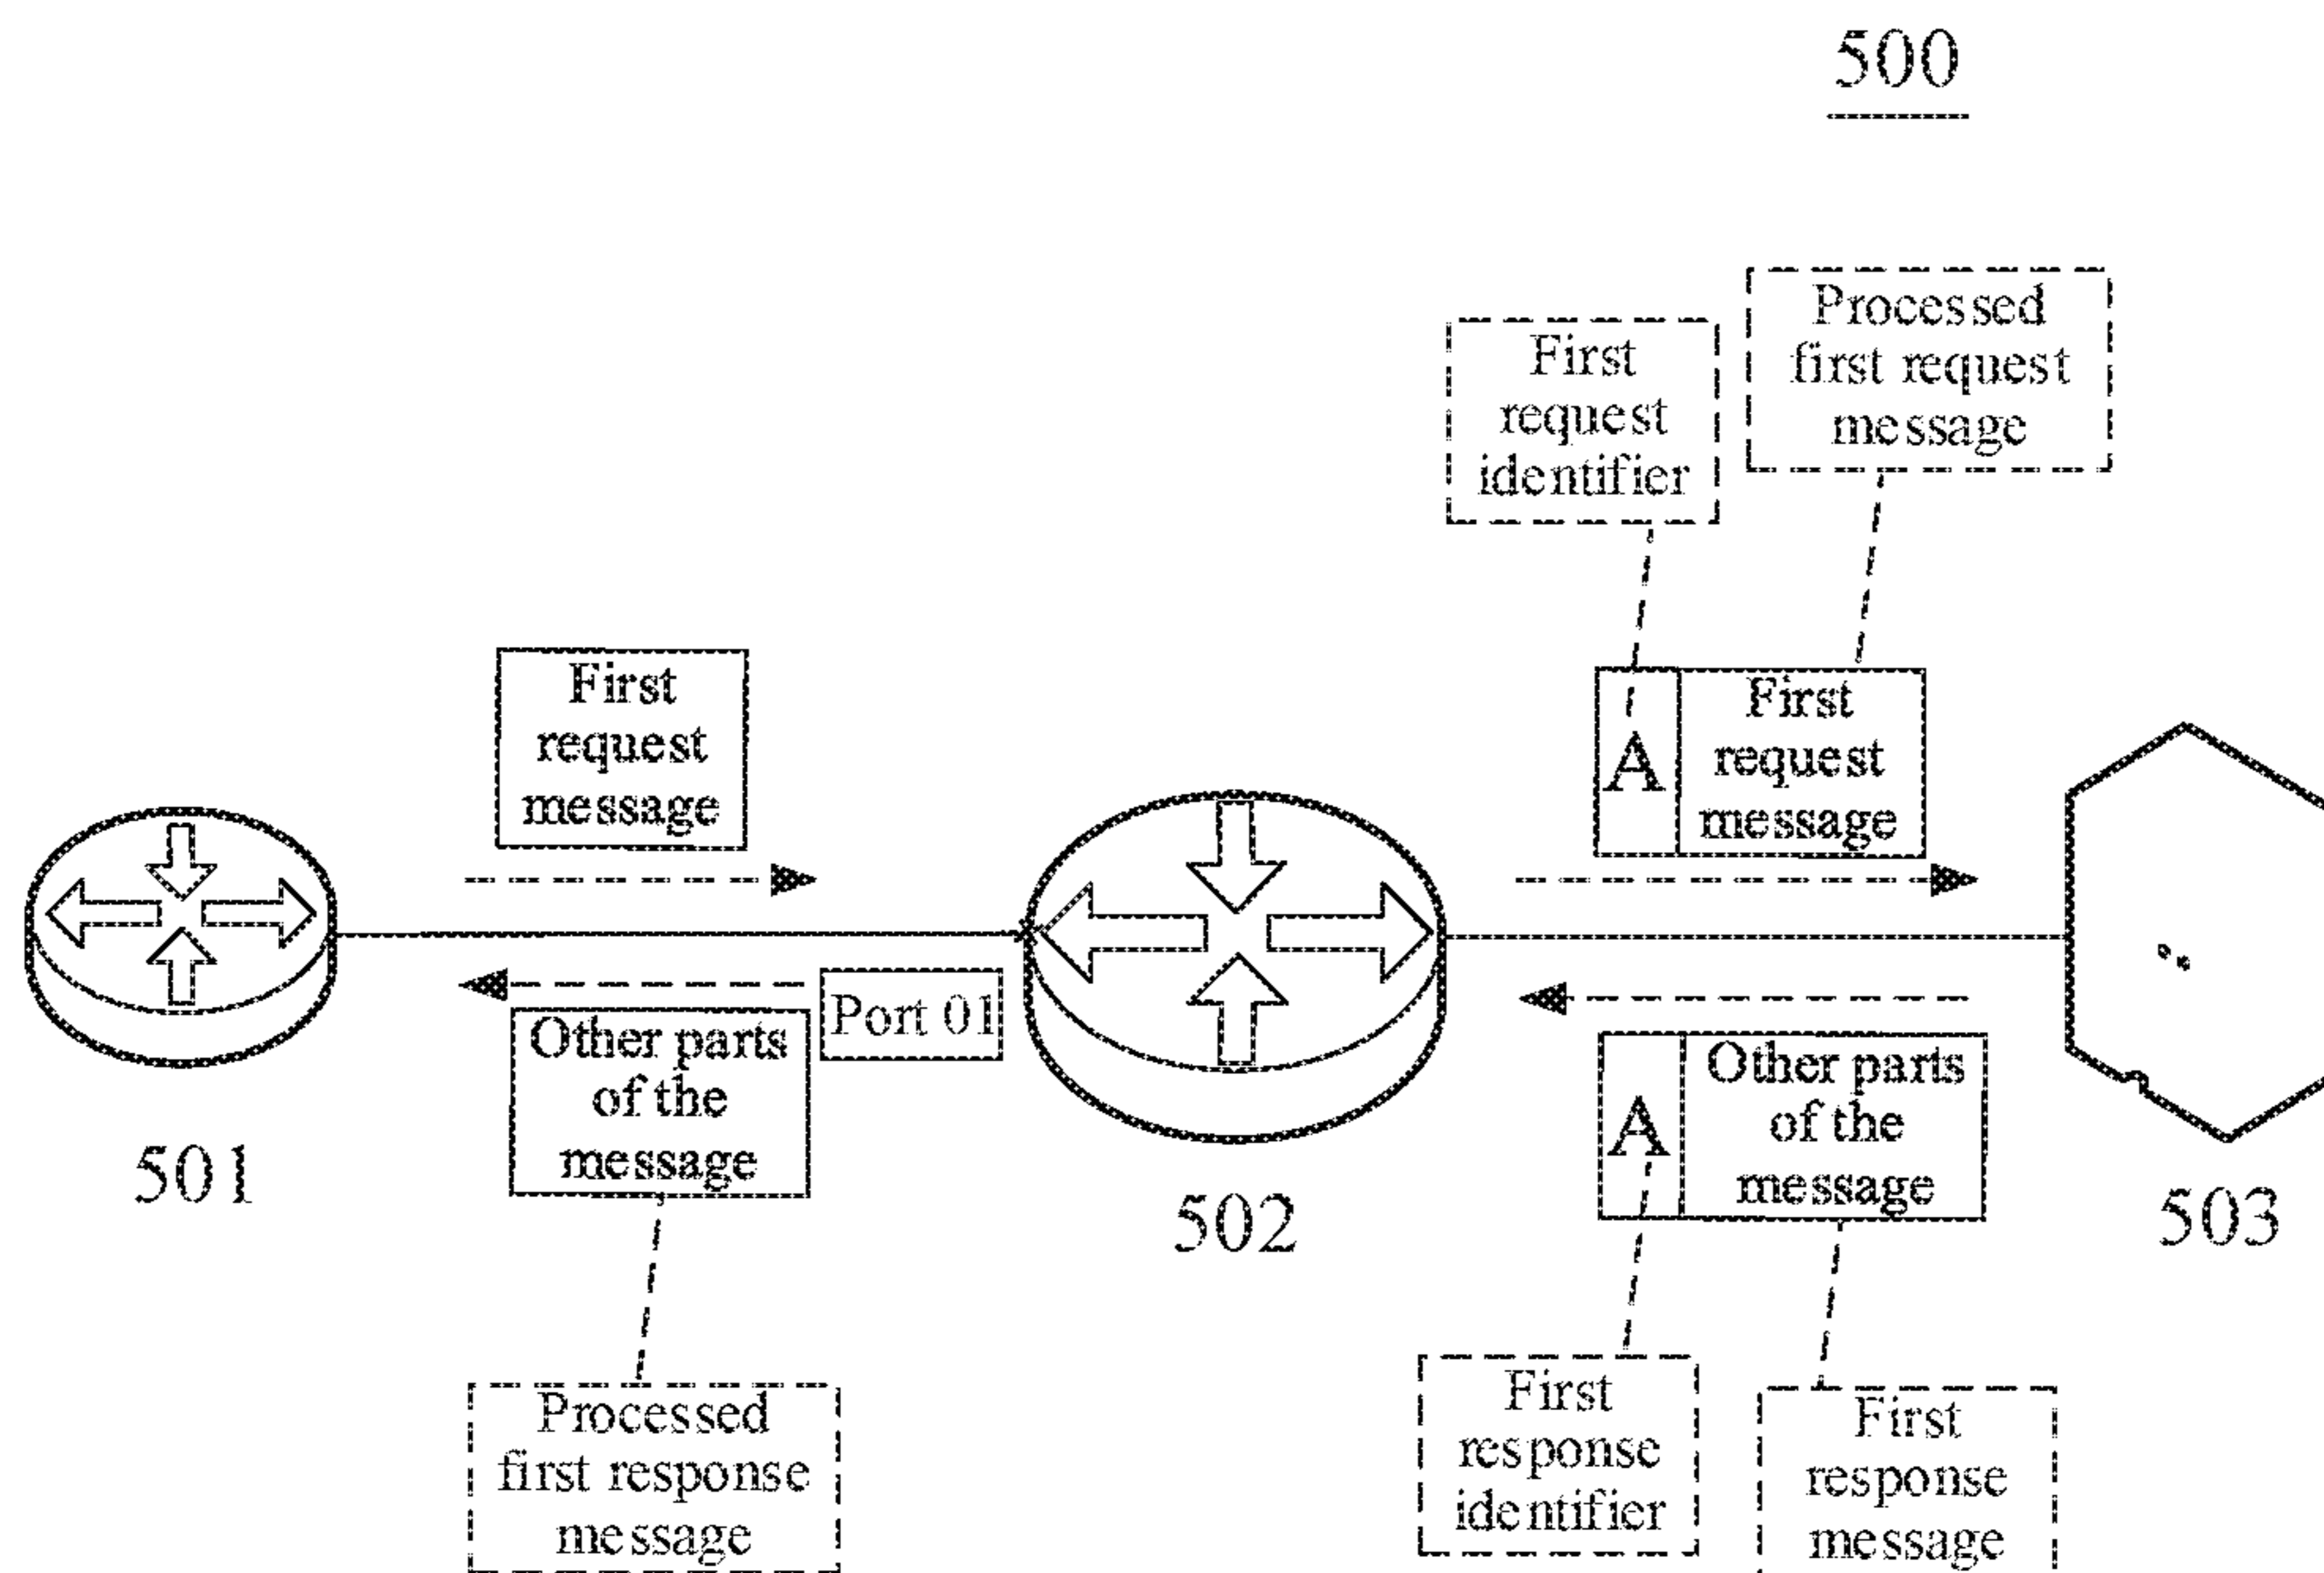 500
Processed
first request
message
First
request
identifier
First
request
message
A
First
request
message
Port 01
Other parts
of the
message
A
Other parts
of the
message
501
502
503
Processed
first response
message
First
response
identifier
First
response
message